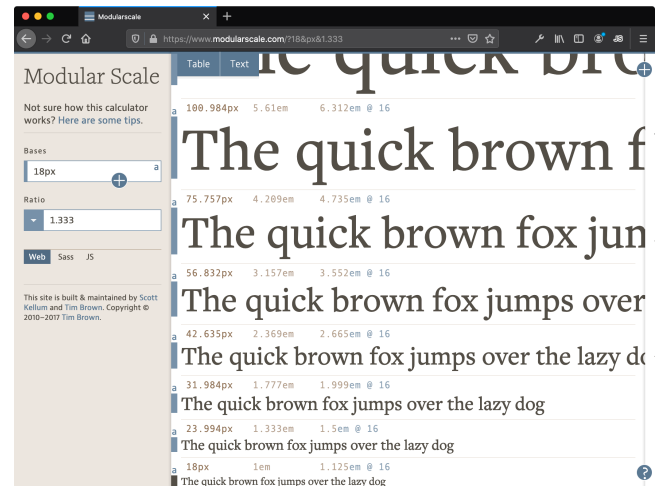 Modularscale
https://www.modularscale.com/?18&px&1.333
Modular Scale
Not sure how this calculator
works? Here are some tips.
Bases
18px
a
Ratio
1.333
Web Sass JS
This site is built & maintained by Scott
Kellum and Tim Brown. Copyright ©
2010–2017 Tim Brown.
Table Text
quick
a 100.984px 5.61em 6.312em @ 16
The quick brown f
a 75.757px 4.209em 4.735em @ 16
The quick brown fox jum
a 56.832px 3.157em 3.552em @ 16
The quick brown fox jumps over
a 42.635px 2.369em 2.665em @ 16
The quick brown fox jumps over the lazy do
a 31.984px 1.777em 1.999em @ 16
The quick brown fox jumps over the lazy dog
a 23.994px 1.333em 1.5em @ 16
The quick brown fox jumps over the lazy dog
a 18px 1em 1.125em @ 16
The quick brown fox jumps over the lazy dog
?